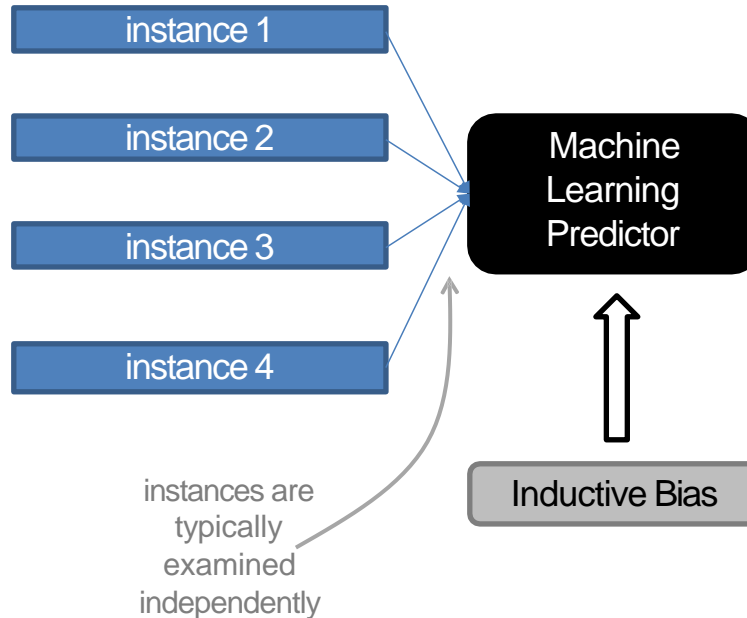 instance 1
instance 2
instance 3
instance 4
Machine
Learning
Predictor
Inductive Bias
instances are
typically
examined
independently